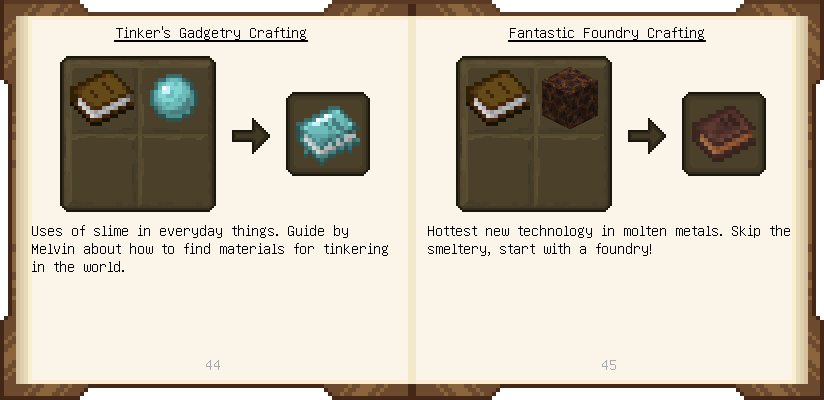 Tinker's Gadgetry Crafting
Uses of slime in everyday things. Guide by
Melvin about how to find materials for tinkering
in the world.
44
Fantastic Foundry Crafting
Hottest new technology in molten metals. Skip the
smeltery, start with a foundry!
45